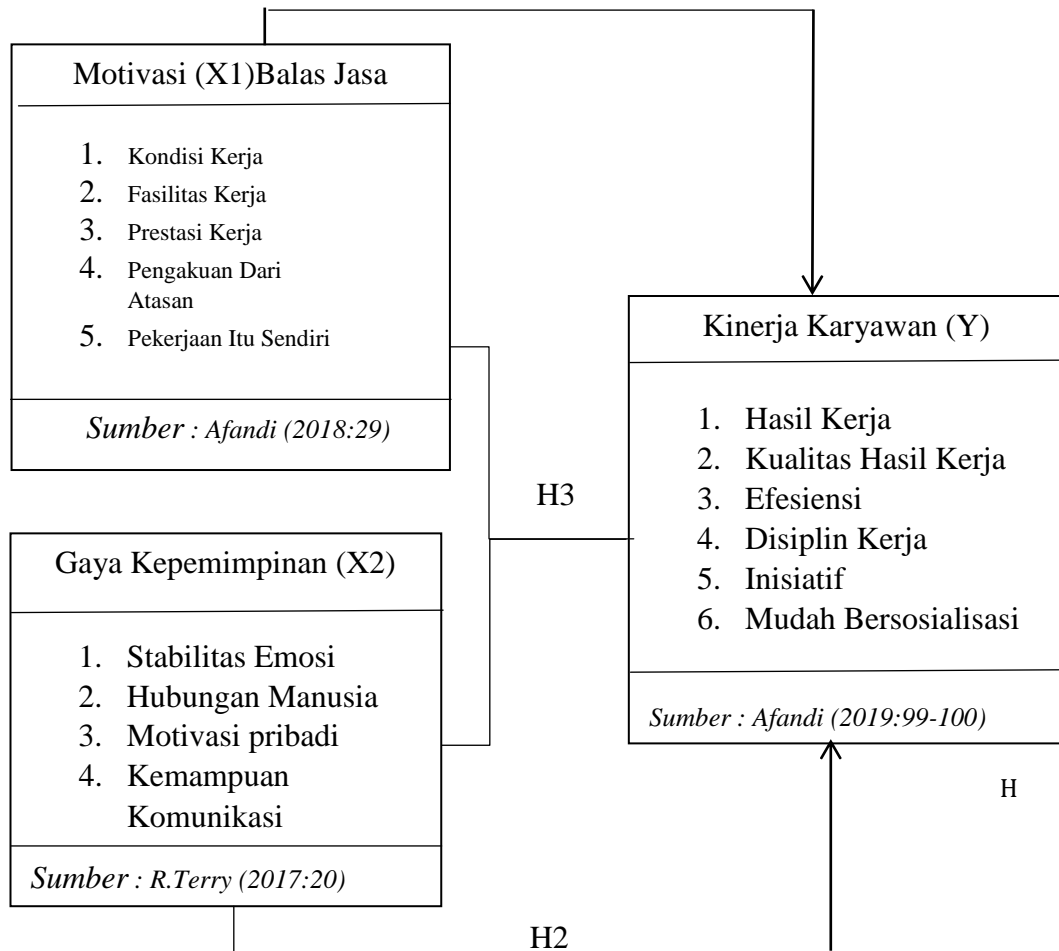 Motivasi (X1)Balas Jasa
1. Kondisi Kerja
2. Fasilitas Kerja
3. Prestasi Kerja
4. Pengakuan Dari
Atasan
5. Pekerjaan Itu Sendiri
Sumber : Afandi (2018:29)
H3
Gaya Kepemimpinan (X2)
1. Stabilitas Emosi
2. Hubungan Manusia
3. Motivasi pribadi
4. Kemampuan
Komunikasi
Sumber : R.Terry (2017:20)
Kinerja Karyawan (Y)
1. Hasil Kerja
2. Kualitas Hasil Kerja
3. Efesiensi
4. Disiplin Kerja
5. Inisiatif
6. Mudah Bersosialisasi
Sumber : Afandi (2019:99-100)
H
H2